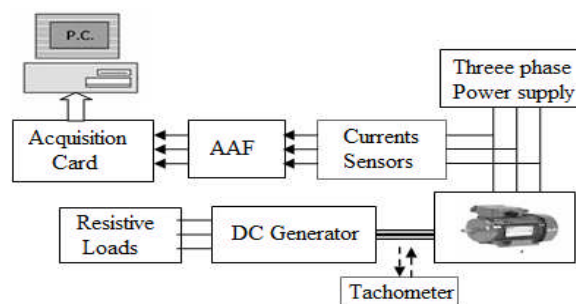 P.C.
Threee phase
Power supply
Acquisition
Card
AAF
Currents
Sensors
Resistive
Loads
DC Generator
Tachometer